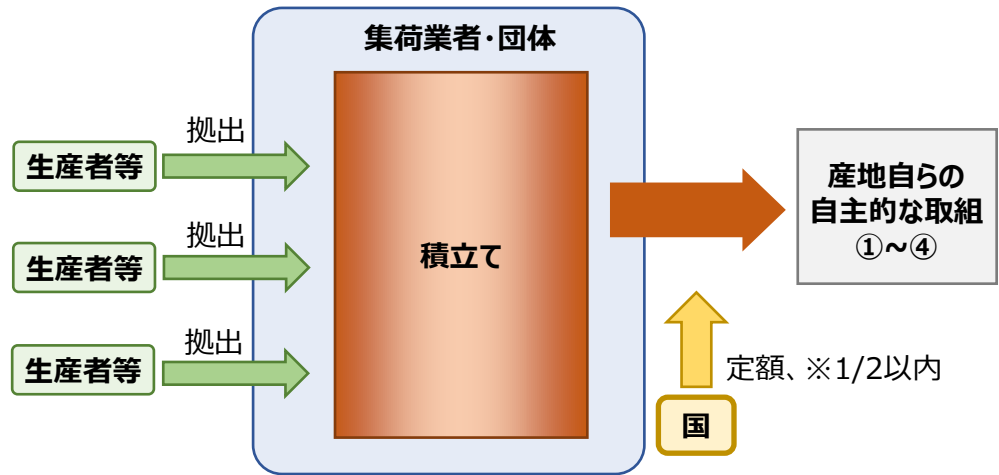 集荷業者・団体
拠出
生産者等
拠出
生産者等
拠出
生産者等
積立て
産地自らの
自主的な取組
①~④
定額、※1/2以内
国